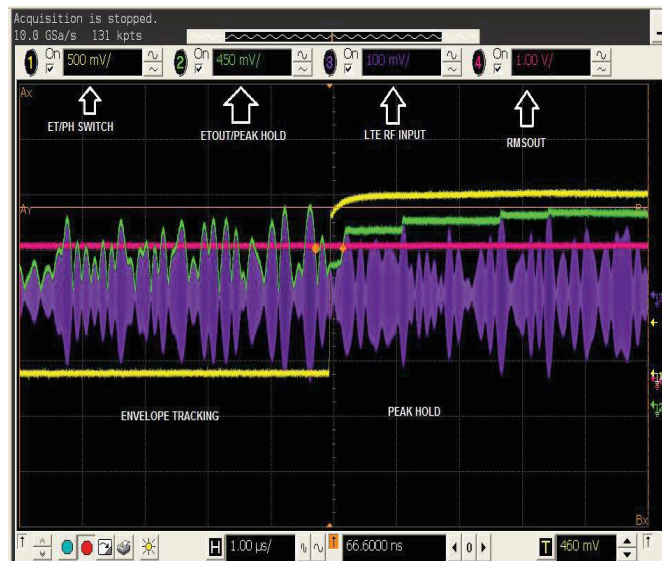 Acquisition is stopped.
10.0 GSa/s 131 kpts
1 On 500 mV/ 2 On 450 mV/ 3 On 100 mV/ 4 On 1.00 V/
Ax
ET/PH SWITCH ETOUT/PEAK HOLD LTE RF INPUT RMSOUT
Ay
ENVELOPE TRACKING PEAK HOLD
Bx
H 1.00 µs/ 66.6000 ns 0 T 460 mV